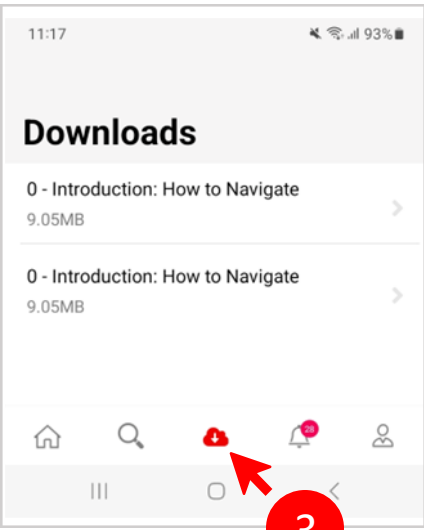 11:17 93%
Downloads
0 - Introduction: How to Navigate
9.05MB
0 - Introduction: How to Navigate
9.05MB
28
3